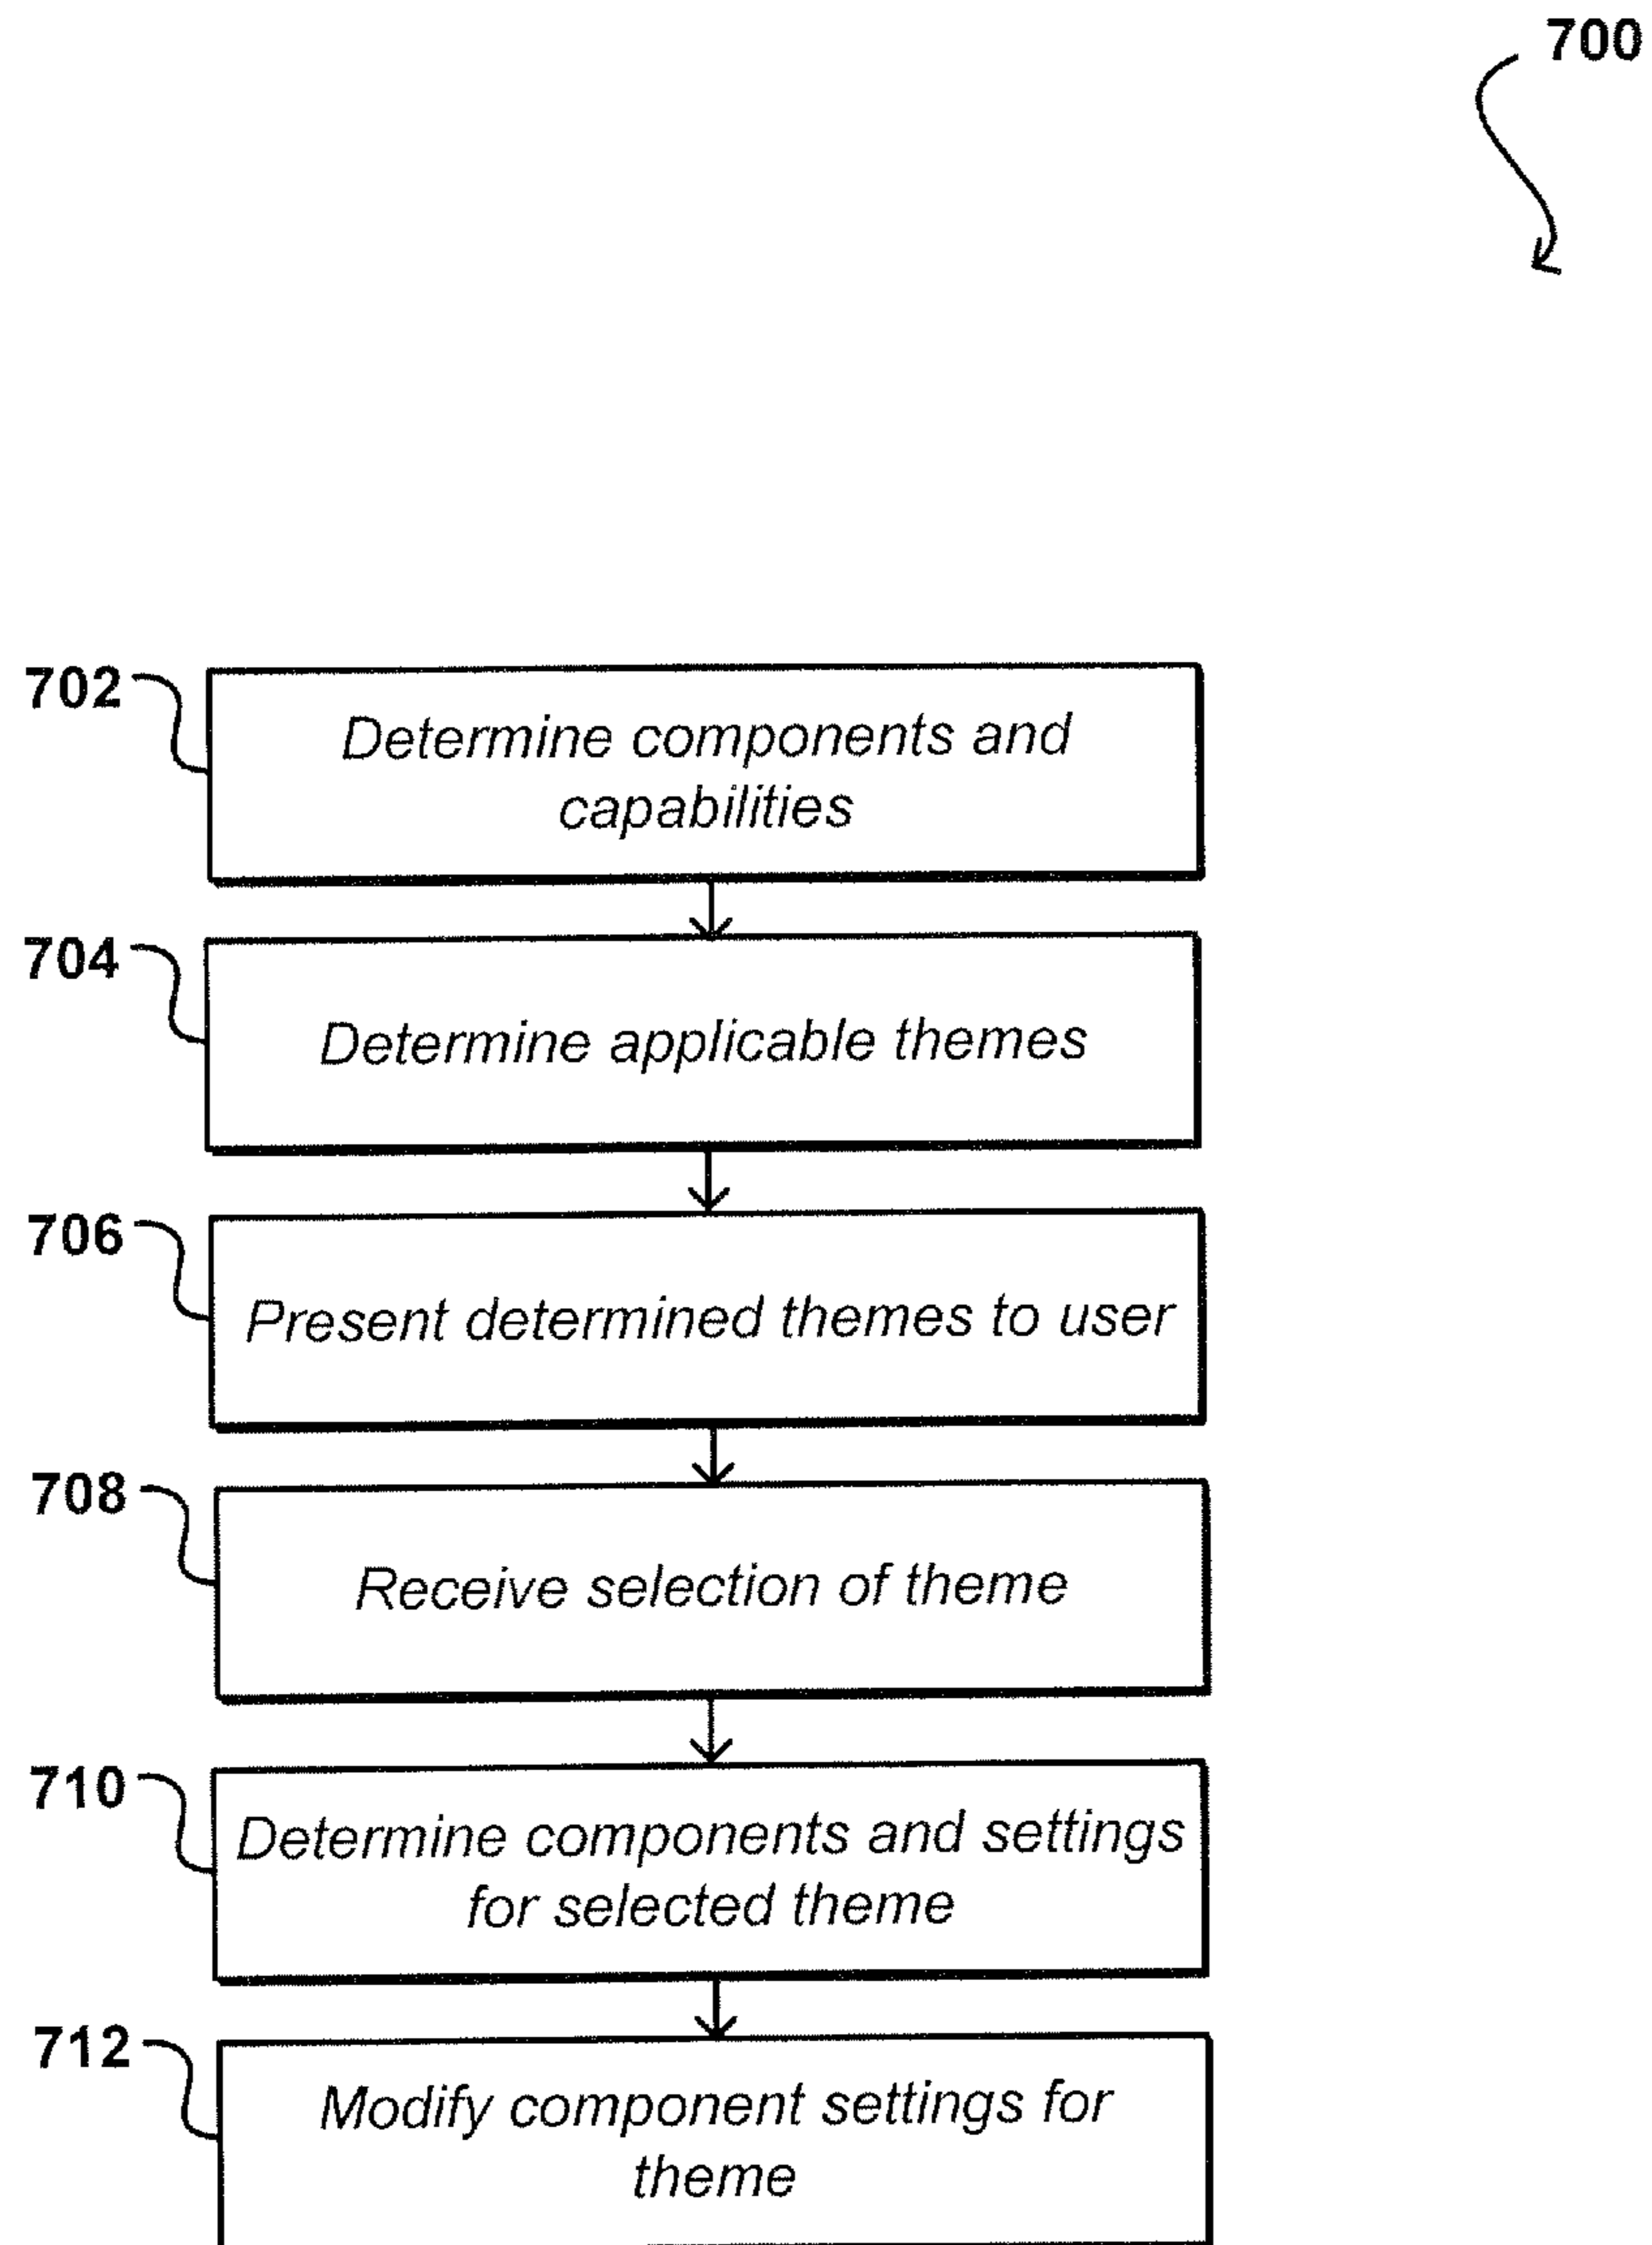 700
702
Determine components and
capabilities
704
Determine applicable themes
706
Present determined themes to user
708
Receive selection of theme
710
Determine components and settings
for selected theme
712
Modify component settings for
theme